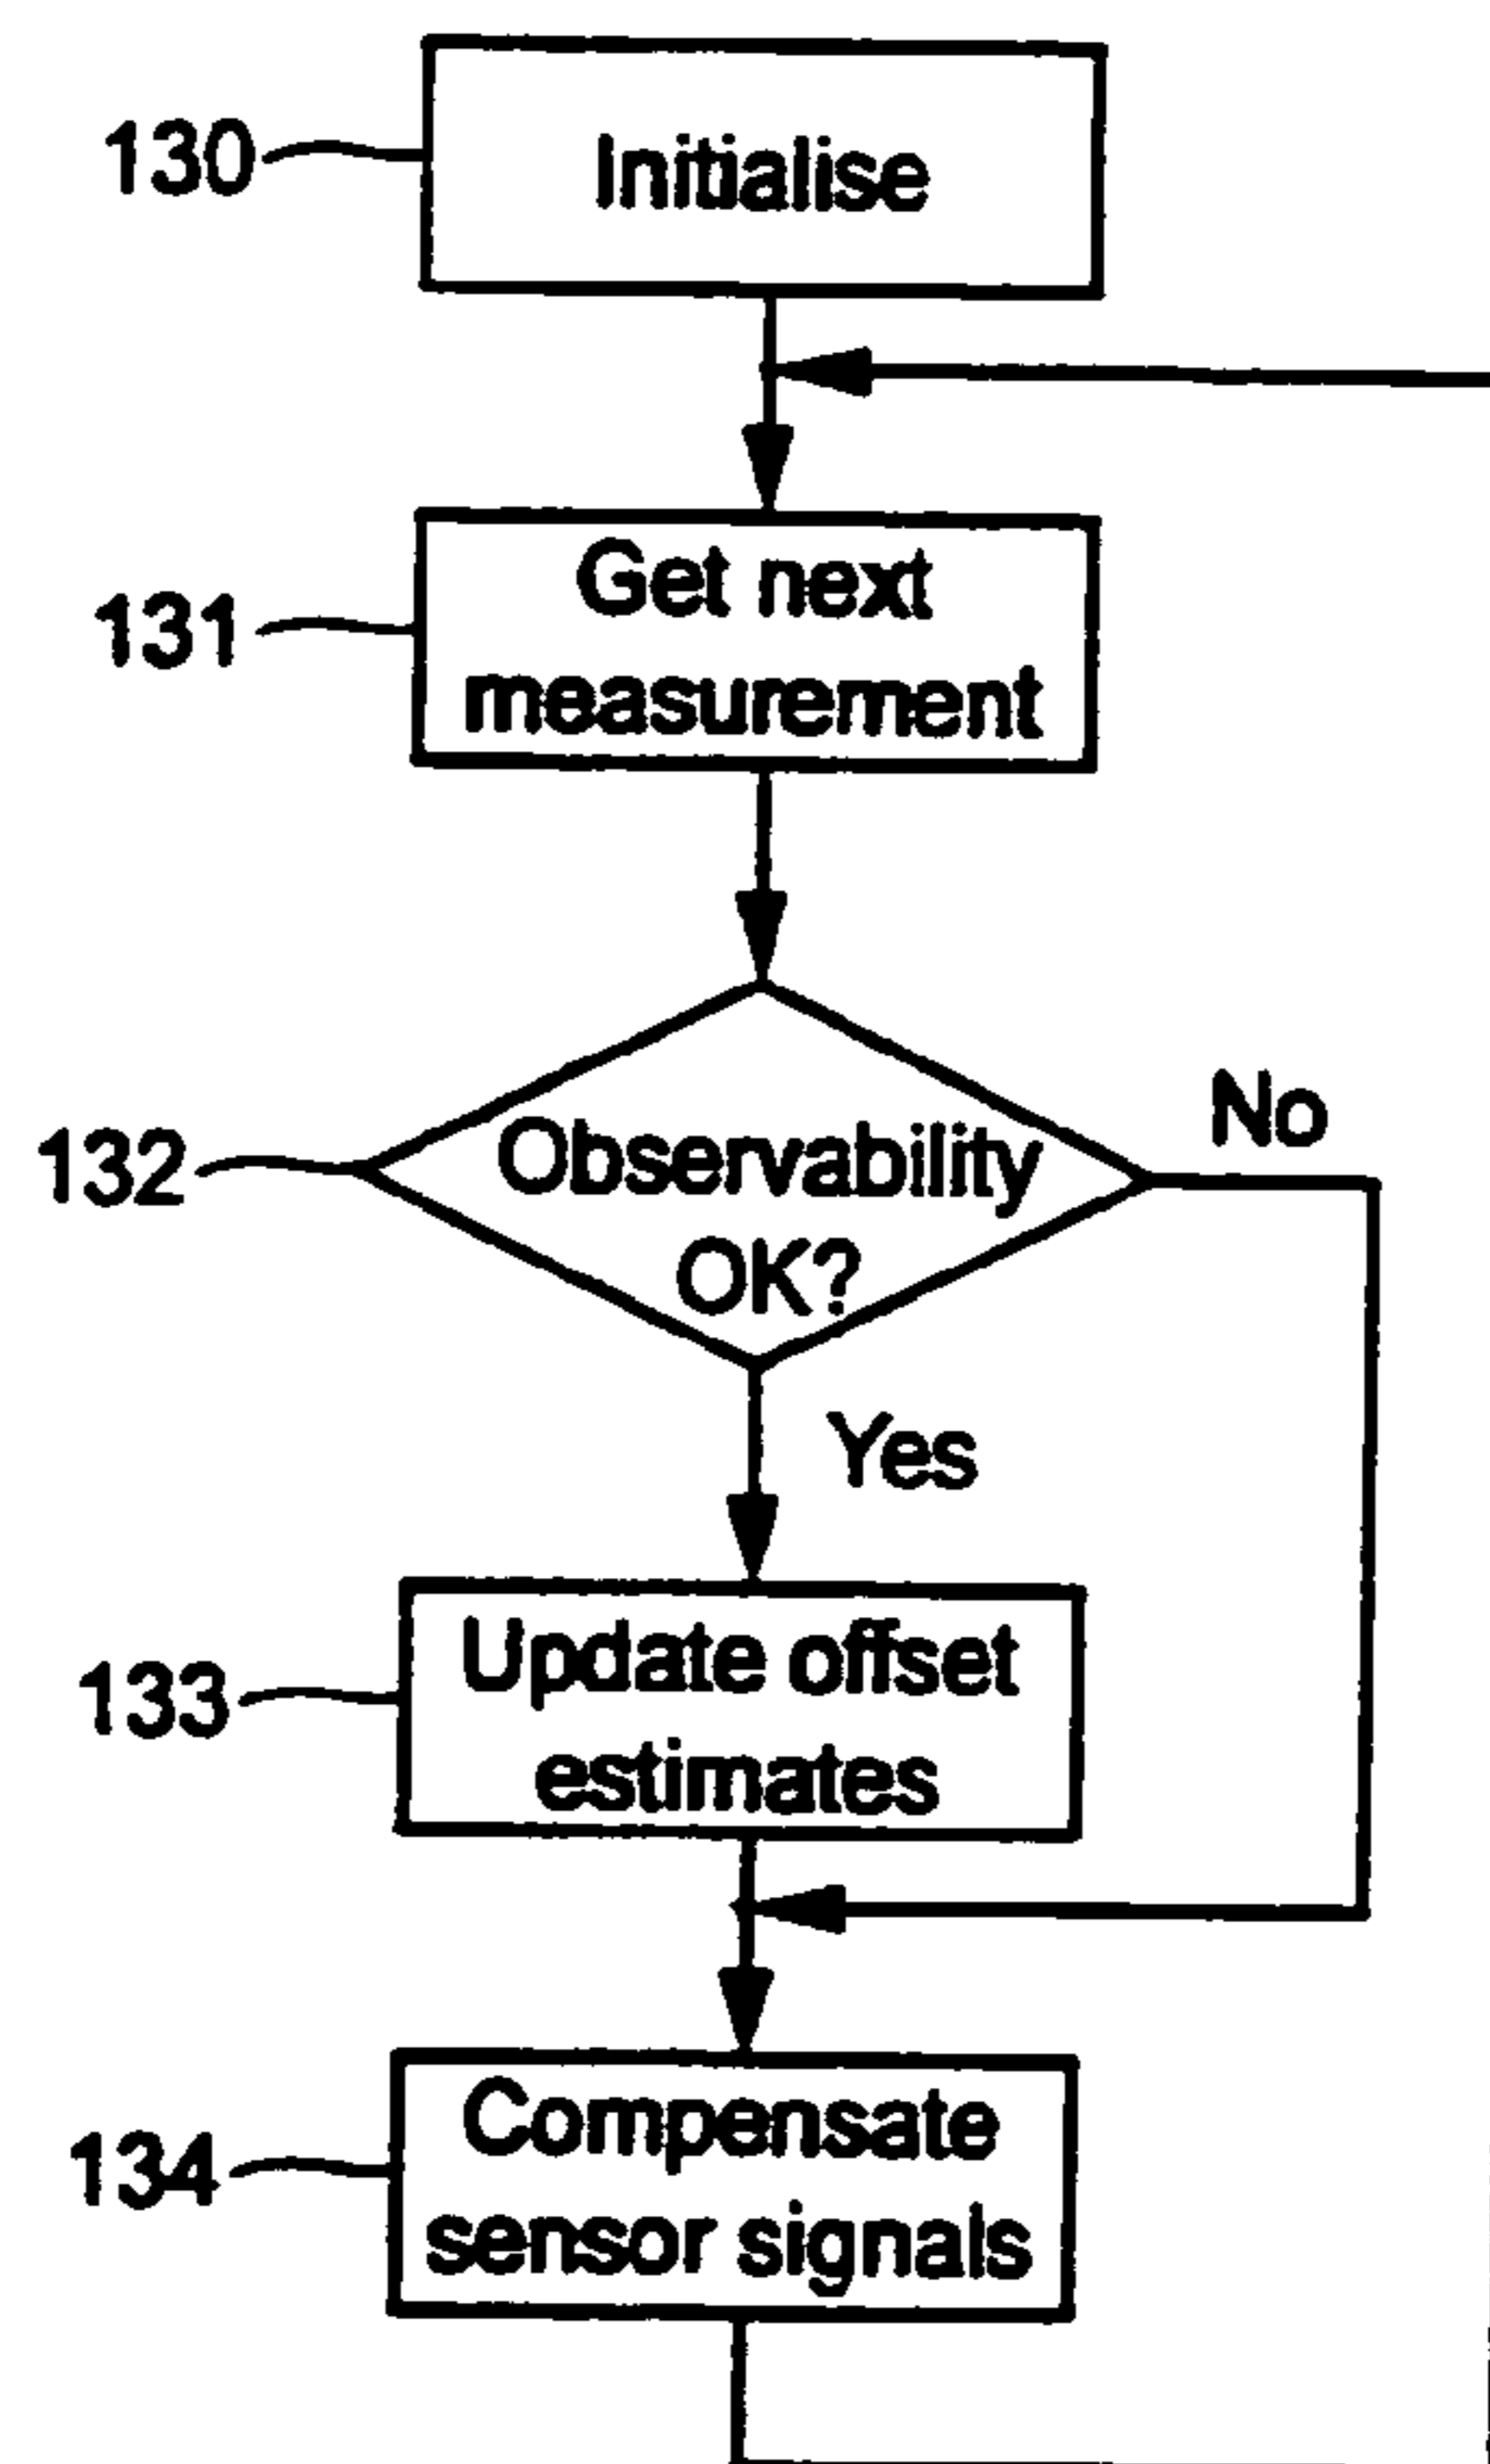 130
Initialise
131
Get next
measurement
132
Observability
OK?
No
Yes
133
Update offset
estimates
134
Compensate
sensor signals